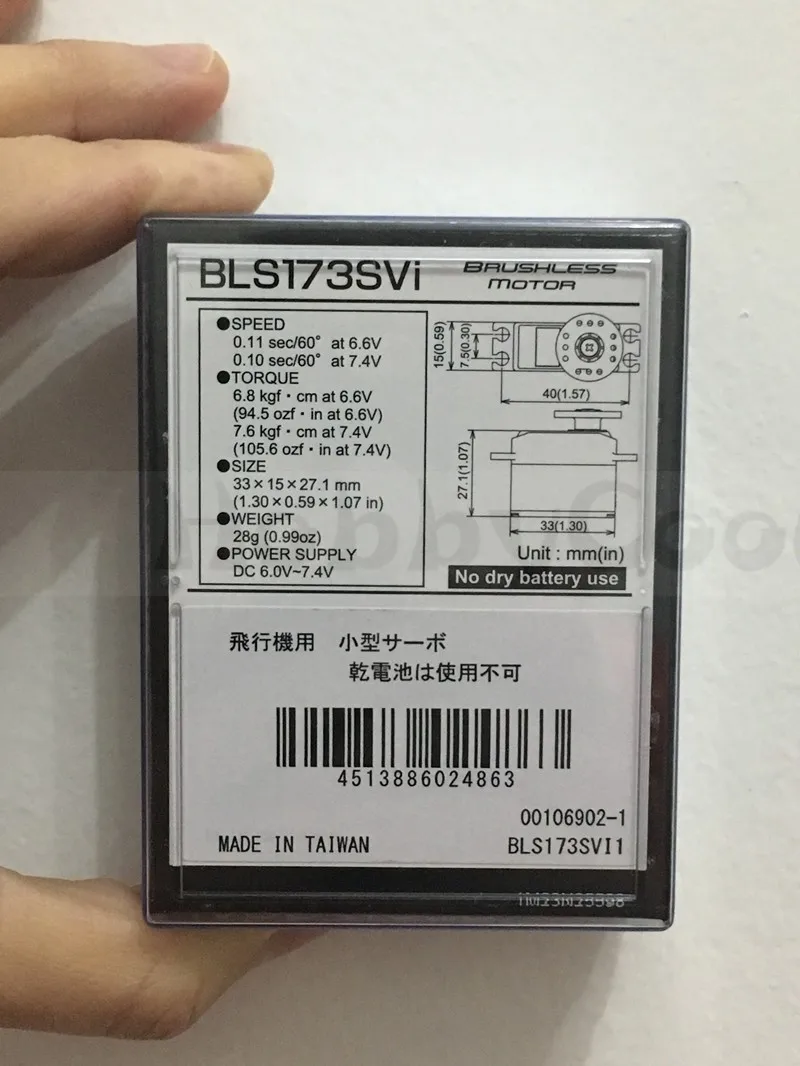 BLS173SVi BRUSHLESS
MOTOR
●SPEED
0.11 sec/60° at 6.6V
0.10 sec/60° at 7.4V
●TORQUE
6.8 kgf・cm at 6.6V
(94.5 ozf・in at 6.6V)
7.6 kgf・cm at 7.4V
(105.6 ozf・in at 7.4V)
●SIZE
33×15×27.1 mm
(1.30×0.59×1.07 in)
●WEIGHT
28g (0.99oz)
●POWER SUPPLY
DC 6.0V~7.4V
15(0.59)
7.5(0.30)
40(1.57)
27.1(1.07)
33(1.30)
Unit : mm(in)
No dry battery use
飛行機用 小型サーボ
乾電池は使用不可
4513886024863
00106902-1
MADE IN TAIWAN BLS173SVI1